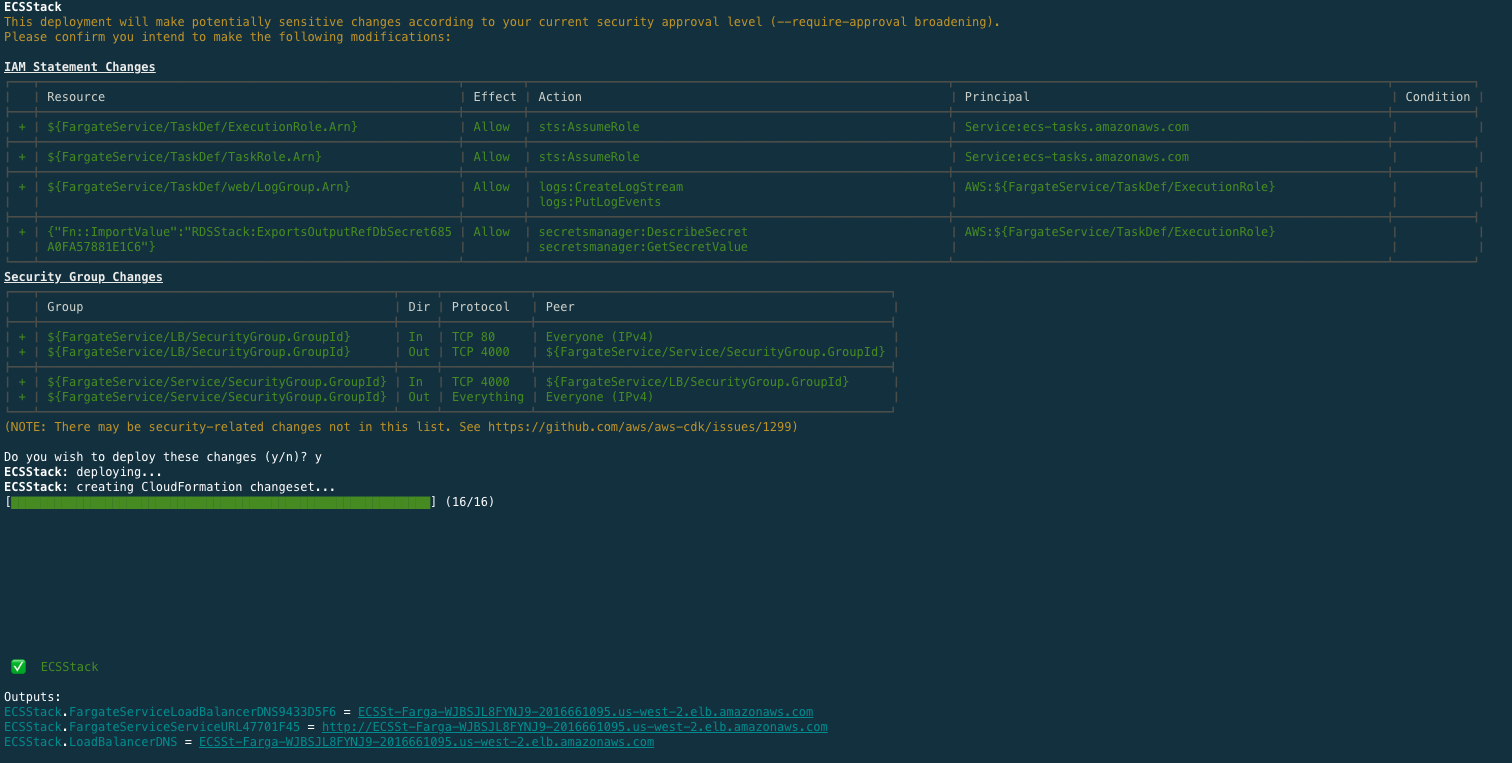 ECSStack
This deployment will make potentially sensitive changes according to your current security approval level (--require-approval broadening).
Please confirm you intend to make the following modifications:
IAM Statement Changes
Resource | Effect | Action | Principal | Condition
+ | ${FargateService/TaskDef/ExecutionRole.Arn} | Allow | sts:AssumeRole | Service:ecs-tasks.amazonaws.com
+ | ${FargateService/TaskDef/TaskRole.Arn} | Allow | sts:AssumeRole | Service:ecs-tasks.amazonaws.com
+ | ${FargateService/TaskDef/web/LogGroup.Arn} | Allow | logs:CreateLogStream | AWS:${FargateService/TaskDef/ExecutionRole}
logs:PutLogEvents
+ | {"Fn::ImportValue":"RDSStack:ExportsOutputRefDbSecret685 | Allow | secretsmanager:DescribeSecret | AWS:${FargateService/TaskDef/ExecutionRole}
A0FA57881E1C6"} | secretsmanager:GetSecretValue
Security Group Changes
Group | Dir | Protocol | Peer
+ | ${FargateService/LB/SecurityGroup.GroupId} | In | TCP 80 | Everyone (IPv4)
+ | ${FargateService/LB/SecurityGroup.GroupId} | Out | TCP 4000 | ${FargateService/Service/SecurityGroup.GroupId}
+ | ${FargateService/Service/SecurityGroup.GroupId} | In | TCP 4000 | ${FargateService/LB/SecurityGroup.GroupId}
+ | ${FargateService/Service/SecurityGroup.GroupId} | Out | Everything | Everyone (IPv4)
(NOTE: There may be security-related changes not in this list. See https://github.com/aws/aws-cdk/issues/1299)
Do you wish to deploy these changes (y/n)? y
ECSStack: deploying...
ECSStack: creating CloudFormation changeset...
[] (16/16)
✅ ECSStack
Outputs:
ECSStack.FargateServiceLoadBalancerDNS9433D5F6 = ECSSt-Farga-WJBSJL8FYNJ9-2016661095.us-west-2.elb.amazonaws.com
ECSStack.FargateServiceServiceURL47701F45 = http://ECSSt-Farga-WJBSJL8FYNJ9-2016661095.us-west-2.elb.amazonaws.com
ECSStack.LoadBalancerDNS = ECSSt-Farga-WJBSJL8FYNJ9-2016661095.us-west-2.elb.amazonaws.com